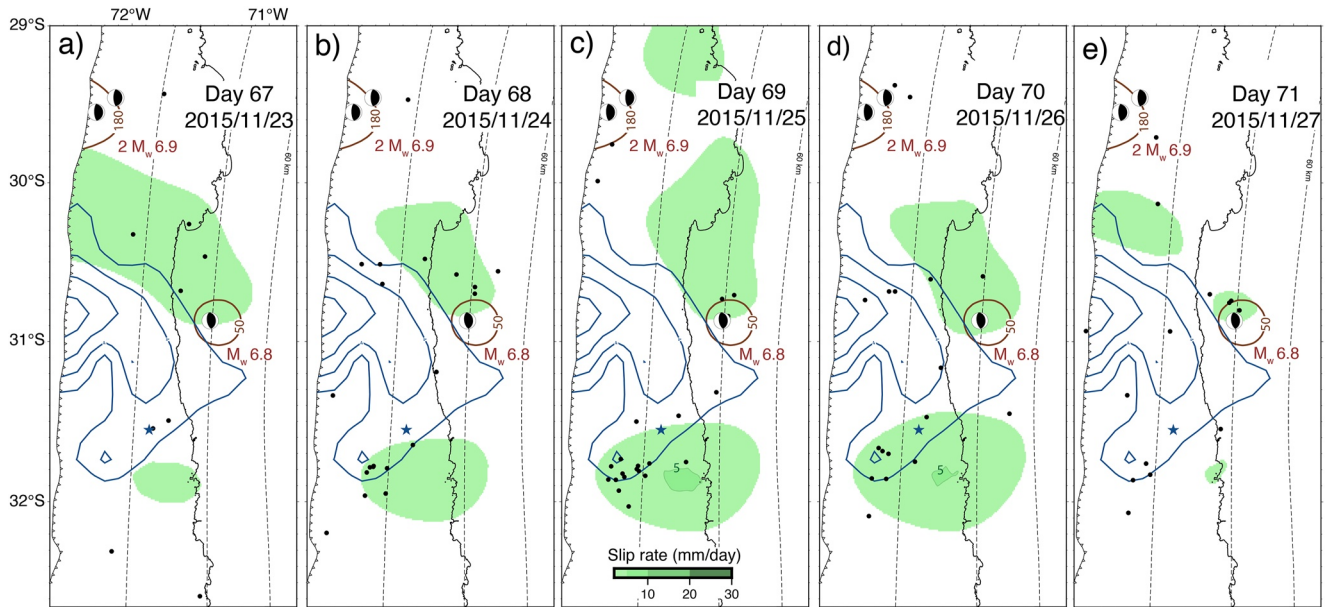 72°W 71°W
29°S
30°S
31°S
32°S
a)
Day 67
2015/11/23
180
2 Mw 6.9
60 km
50
Mw 6.8
b)
Day 68
2015/11/24
180
2 Mw 6.9
60 km
50
Mw 6.8
c)
Day 69
2015/11/25
180
2 Mw 6.9
60 km
50
Mw 6.8
5
Slip rate (mm/day)
10 20 30
d)
Day 70
2015/11/26
180
2 Mw 6.9
60 km
50
Mw 6.8
5
e)
Day 71
2015/11/27
180
2 Mw 6.9
60 km
50
Mw 6.8